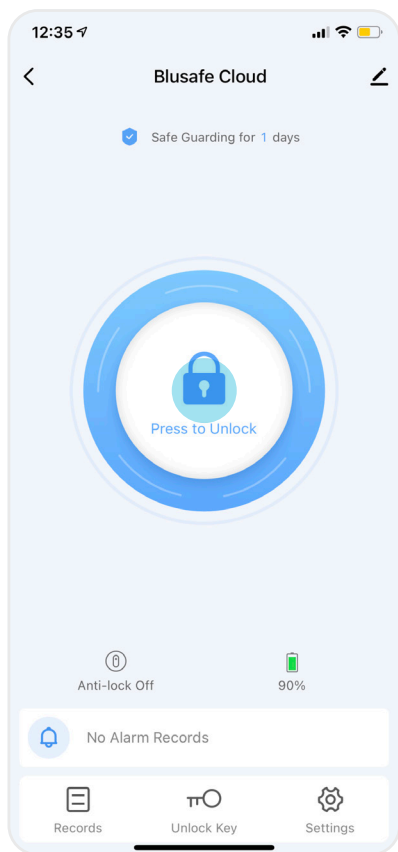 12:35
Blusafe Cloud
Safe Guarding for 1 days
Press to Unlock
Anti-lock Off
90%
No Alarm Records
Records
Unlock Key
Settings